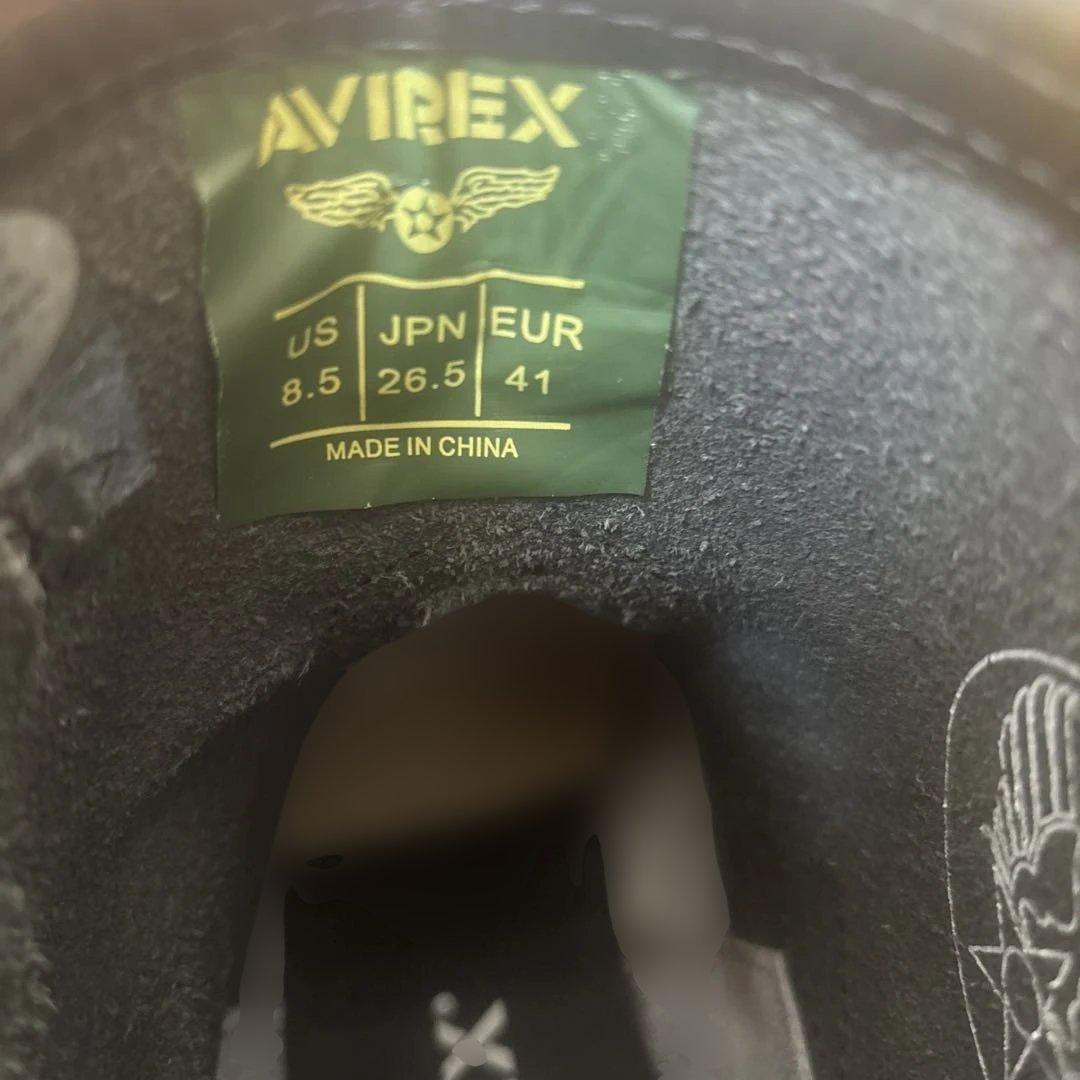 AVIREX
US JPN EUR
8.5 26.5 41
MADE IN CHINA
X